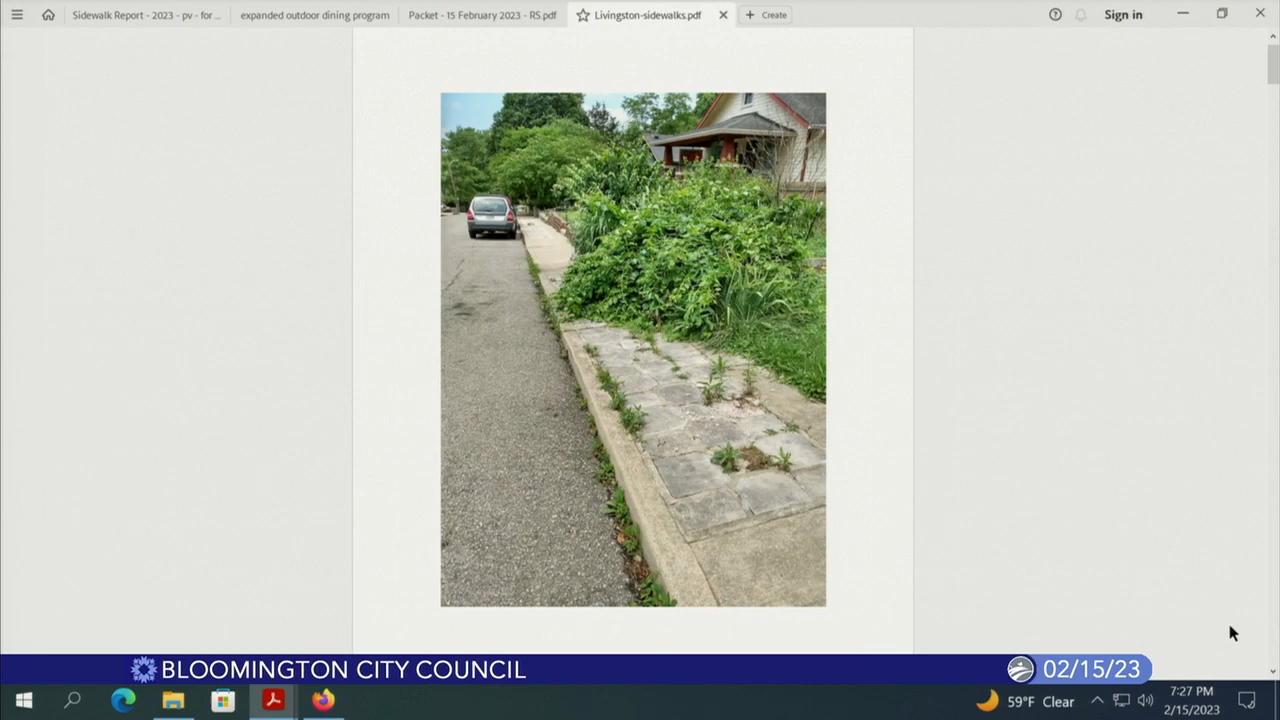 Sidewalk Report - 2023 - pv - for ...
expanded outdoor dining program
Packet - 15 February 2023 - RS.pdf
Livingston-sidewalks.pdf
Create
Sign in
BLOOMINGTON CITY COUNCIL
02/15/23
59°F Clear
7:27 PM
2/15/2023